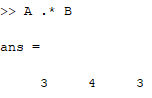 >> A .* B
ans =
3 4 3